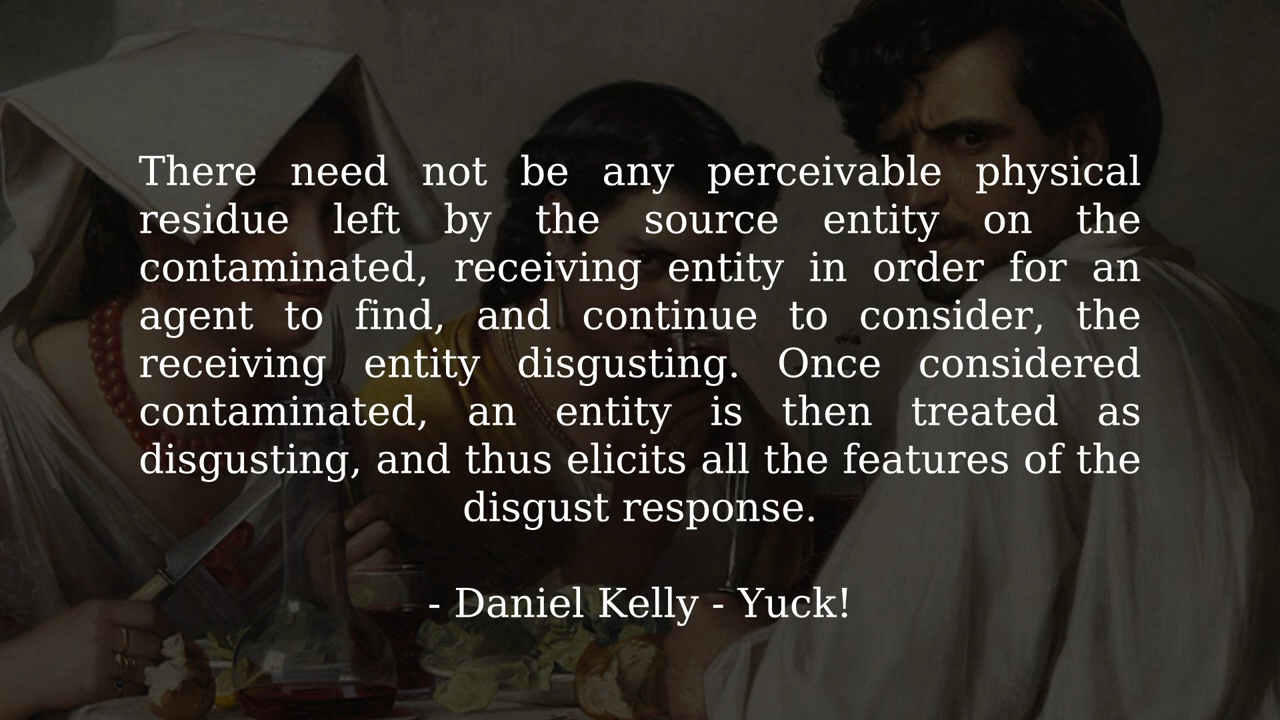 There need not be any perceivable physical
residue left by the source entity on the
contaminated, receiving entity in order for an
agent to find, and continue to consider, the
receiving entity disgusting. Once considered
contaminated, an entity is then treated as
disgusting, and thus elicits all the features of the
disgust response.
- Daniel Kelly - Yuck!